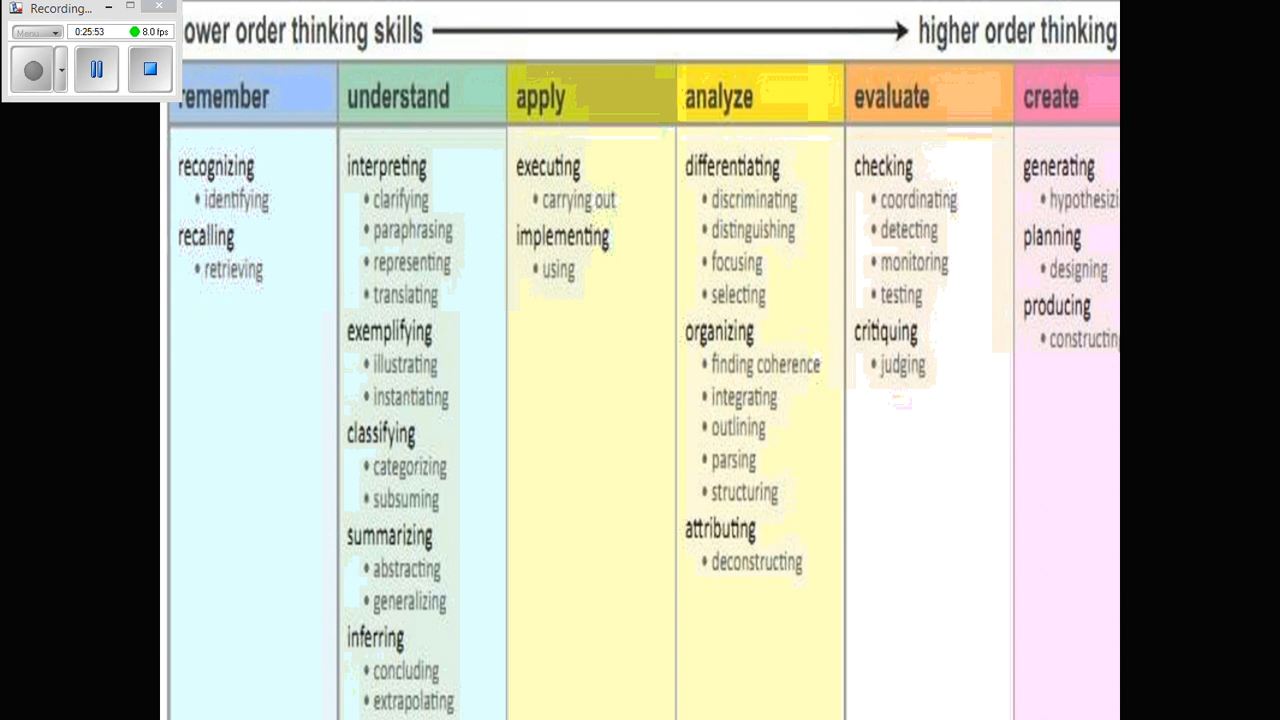 Recording...
Menu
0:25:53
8.0 fps
ower order thinking skills
higher order thinking
remember
recognizing
• identifying
recalling
• retrieving
understand
interpreting
• clarifying
• paraphrasing
• representing
• translating
exemplifying
• illustrating
• instantiating
classifying
• categorizing
• subsuming
summarizing
• abstracting
• generalizing
inferring
• concluding
• extrapolating
apply
executing
• carrying out
implementing
• using
analyze
differentiating
• discriminating
• distinguishing
• focusing
• selecting
organizing
• finding coherence
• integrating
• outlining
• parsing
• structuring
attributing
• deconstructing
evaluate
checking
• coordinating
• detecting
• monitoring
• testing
critiquing
• judging
create
generating
• hypothesizi
planning
• designing
producing
• constructin